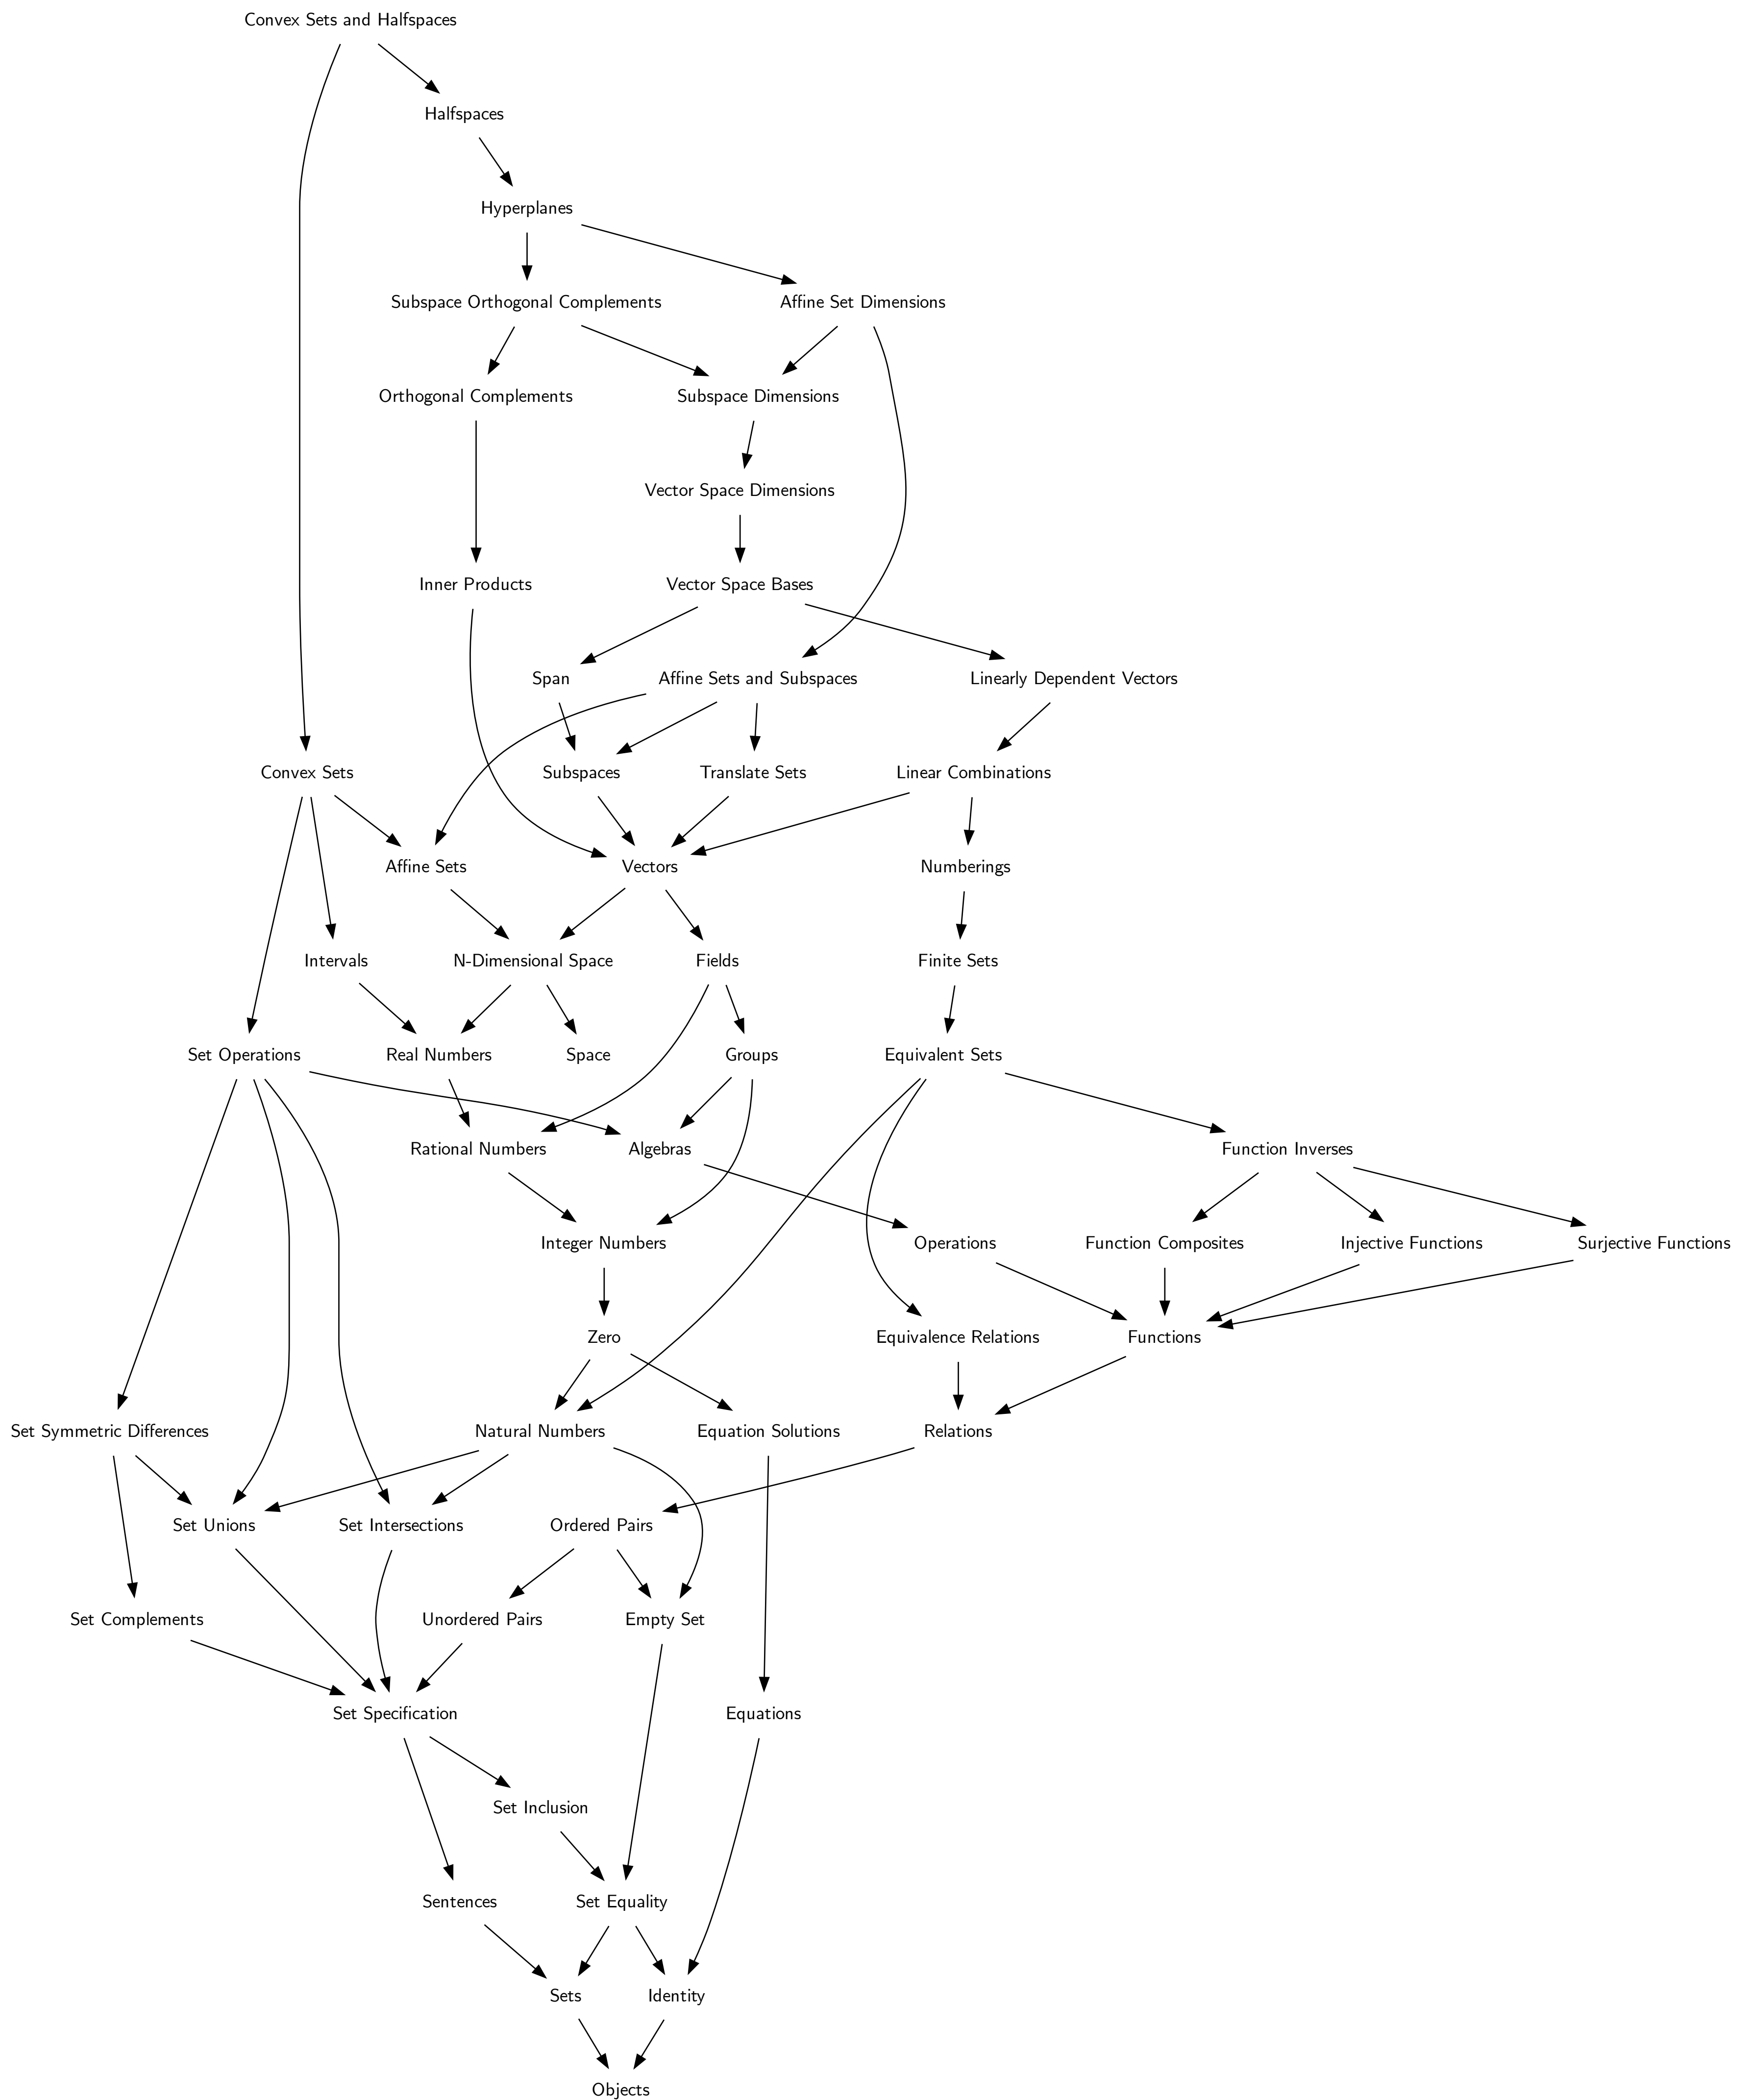 Convex Sets and Halfspaces
Halfspaces
Hyperplanes
Subspace Orthogonal Complements
Affine Set Dimensions
Orthogonal Complements
Subspace Dimensions
Vector Space Dimensions
Inner Products
Vector Space Bases
Span
Affine Sets and Subspaces
Linearly Dependent Vectors
Convex Sets
Subspaces
Translate Sets
Linear Combinations
Affine Sets
Vectors
Numberings
Intervals
N-Dimensional Space
Fields
Finite Sets
Set Operations
Real Numbers
Space
Groups
Equivalent Sets
Rational Numbers
Algebras
Function Inverses
Integer Numbers
Operations
Function Composites
Injective Functions
Surjective Functions
Zero
Equivalence Relations
Functions
Set Symmetric Differences
Natural Numbers
Equation Solutions
Relations
Set Unions
Set Intersections
Ordered Pairs
Set Complements
Unordered Pairs
Empty Set
Set Specification
Equations
Set Inclusion
Sentences
Set Equality
Sets
Identity
Objects